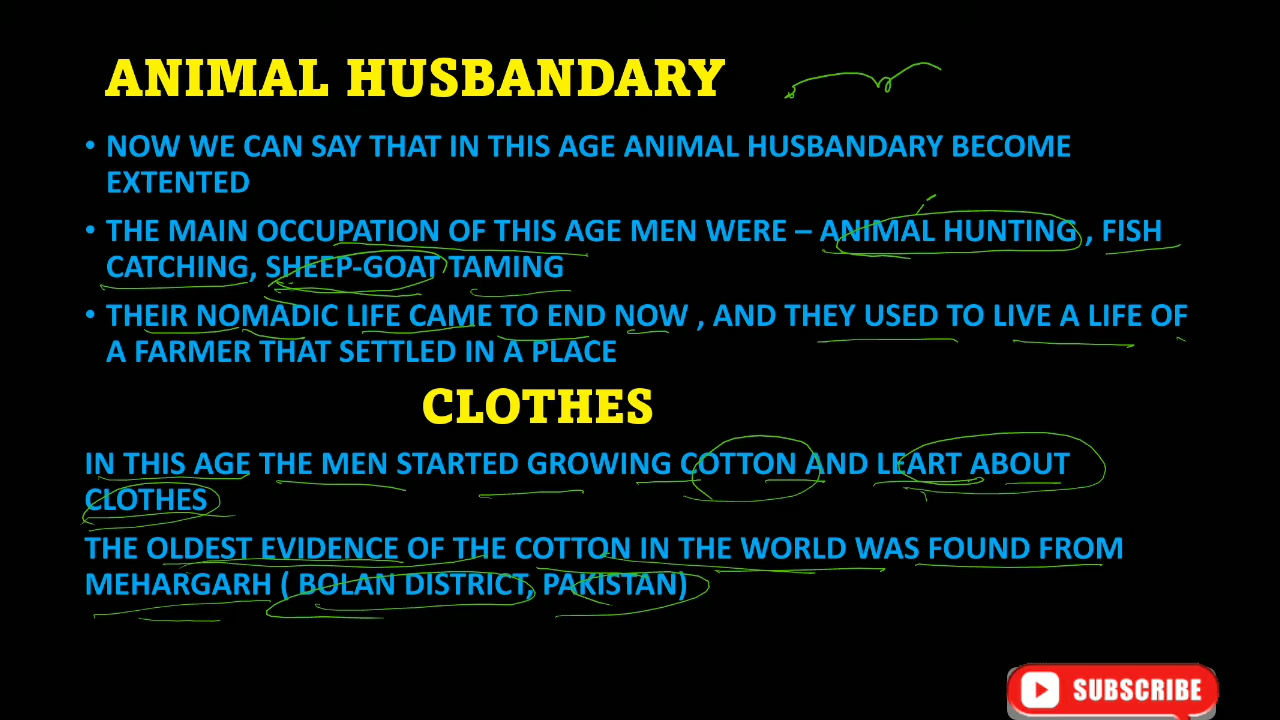 ANIMAL HUSBANDARY
• NOW WE CAN SAY THAT IN THIS AGE ANIMAL HUSBANDARY BECOME
EXTENTED
• THE MAIN OCCUPATION OF THIS AGE MEN WERE – ANIMAL HUNTING , FISH
CATCHING, SHEEP-GOAT TAMING
• THEIR NOMADIC LIFE CAME TO END NOW , AND THEY USED TO LIVE A LIFE OF
A FARMER THAT SETTLED IN A PLACE
CLOTHES
IN THIS AGE THE MEN STARTED GROWING COTTON AND LEART ABOUT
CLOTHES
THE OLDEST EVIDENCE OF THE COTTON IN THE WORLD WAS FOUND FROM
MEHARGARH ( BOLAN DISTRICT, PAKISTAN)
SUBSCRIBE